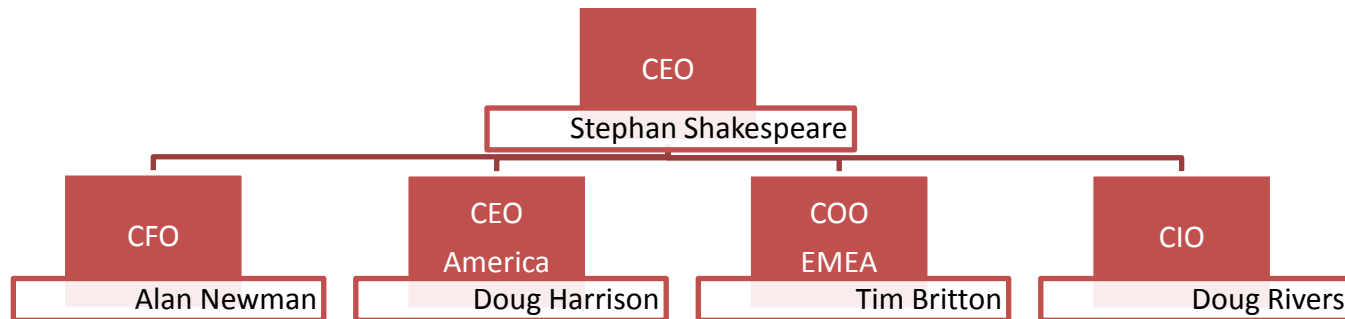 CEO
Stephan Shakespeare
CFO
Alan Newman
CEO
America
Doug Harrison
COO
EMEA
Tim Britton
CIO
Doug Rivers